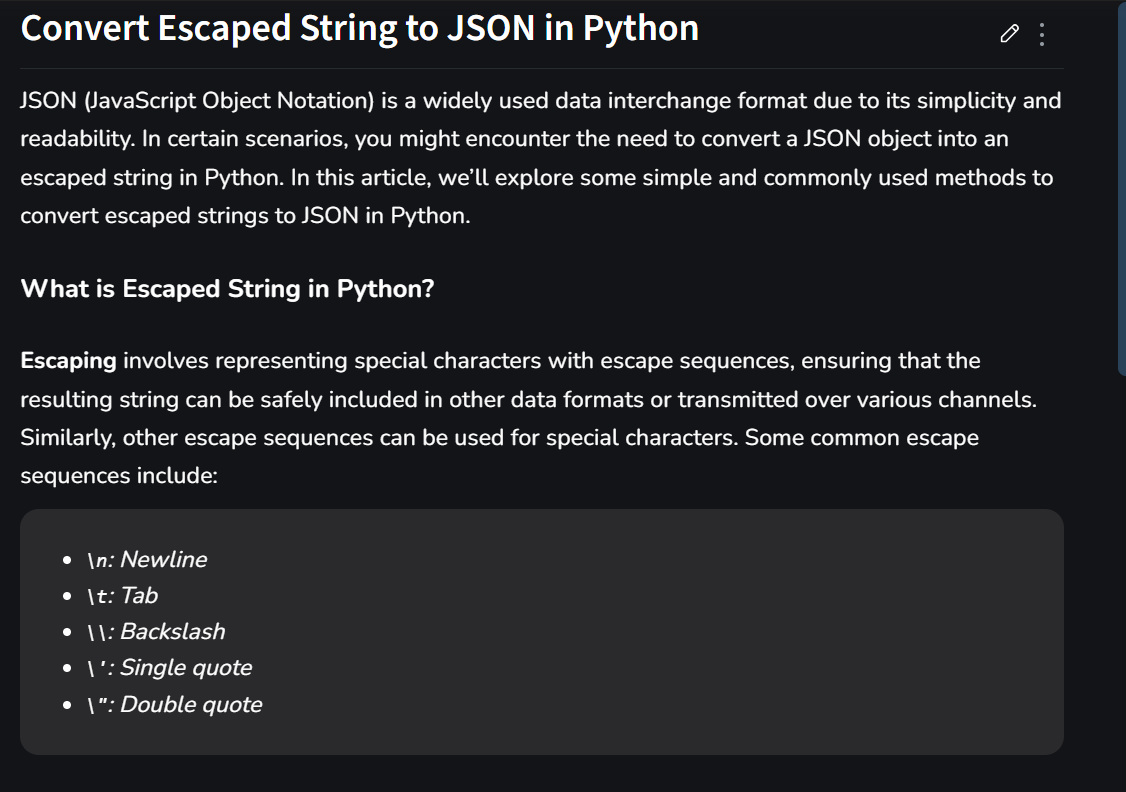 Convert Escaped String to JSON in Python
JSON (JavaScript Object Notation) is a widely used data interchange format due to its simplicity and
readability. In certain scenarios, you might encounter the need to convert a JSON object into an
escaped string in Python. In this article, we’ll explore some simple and commonly used methods to
convert escaped strings to JSON in Python.
What is Escaped String in Python?
Escaping involves representing special characters with escape sequences, ensuring that the
resulting string can be safely included in other data formats or transmitted over various channels.
Similarly, other escape sequences can be used for special characters. Some common escape
sequences include:
• \n: Newline
• \t: Tab
• \\: Backslash
• \': Single quote
• \": Double quote